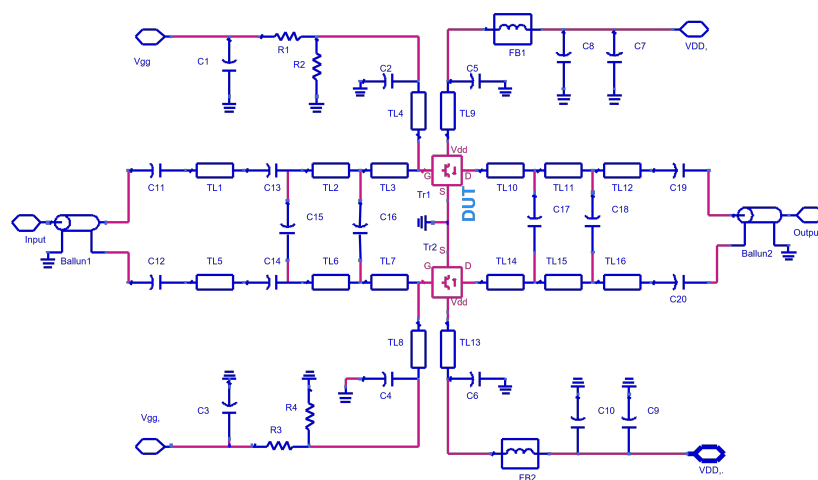 Vgg
C1
R1
R2
C2
TL4
C5
TL9
FB1
C8
C7
VDD,
Vdd
G
D
S
Tr1
DUT
C11
TL1
C13
TL2
TL3
TL10
TL11
TL12
C19
C15
C16
C17
C18
Input
Ballun1
Output
Ballun2
Tr2
S
G
D
Vdd
C12
TL5
C14
TL6
TL7
TL14
TL15
TL16
C20
TL8
TL13
C4
C6
C3
R4
R3
Vgg,
C10
C9
FB2
VDD,.